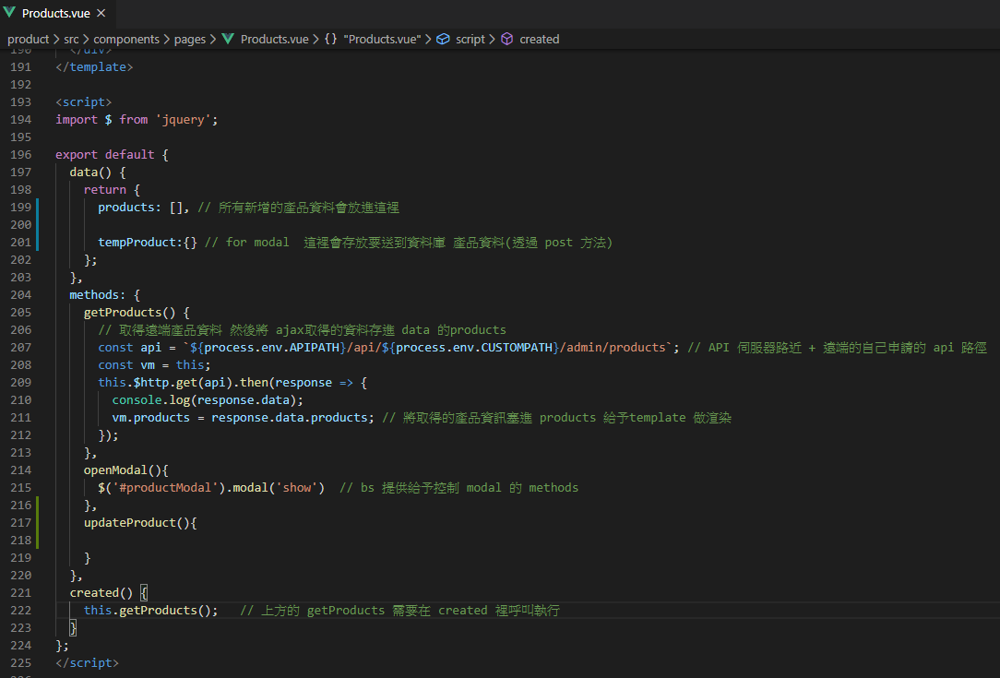 Products.vue ×
product > src > components > pages > Products.vue > {} "Products.vue" > script > created
190 </div>
191 </template>
192
193 <script>
194 import $ from 'jquery';
195
196 export default {
197 data() {
198 return {
199 products: [], // 所有新增的產品資料會放進這裡
200
201 tempProduct:{} // for modal 這裡會存放要送到資料庫 產品資料(透過 post 方法)
202 };
203 },
204 methods: {
205 getProducts() {
206 // 取得遠端產品資料 然後將 ajax取得的資料存進 data 的products
207 const api = `${process.env.APIPATH}/api/${process.env.CUSTOMPATH}/admin/products`; // API 伺服器路近 + 遠端的自己申請的 api 路徑
208 const vm = this;
209 this.$http.get(api).then(response => {
210 console.log(response.data);
211 vm.products = response.data.products; // 將取得的產品資訊塞進 products 給予template 做渲染
212 });
213 },
214 openModal(){
215 $('#productModal').modal('show') // bs 提供給予控制 modal 的 methods
216 },
217 updateProduct(){
218
219 }
220 },
221 created() {
222 this.getProducts(); // 上方的 getProducts 需要在 created 裡呼叫執行
223 }
224 };
225 </script>